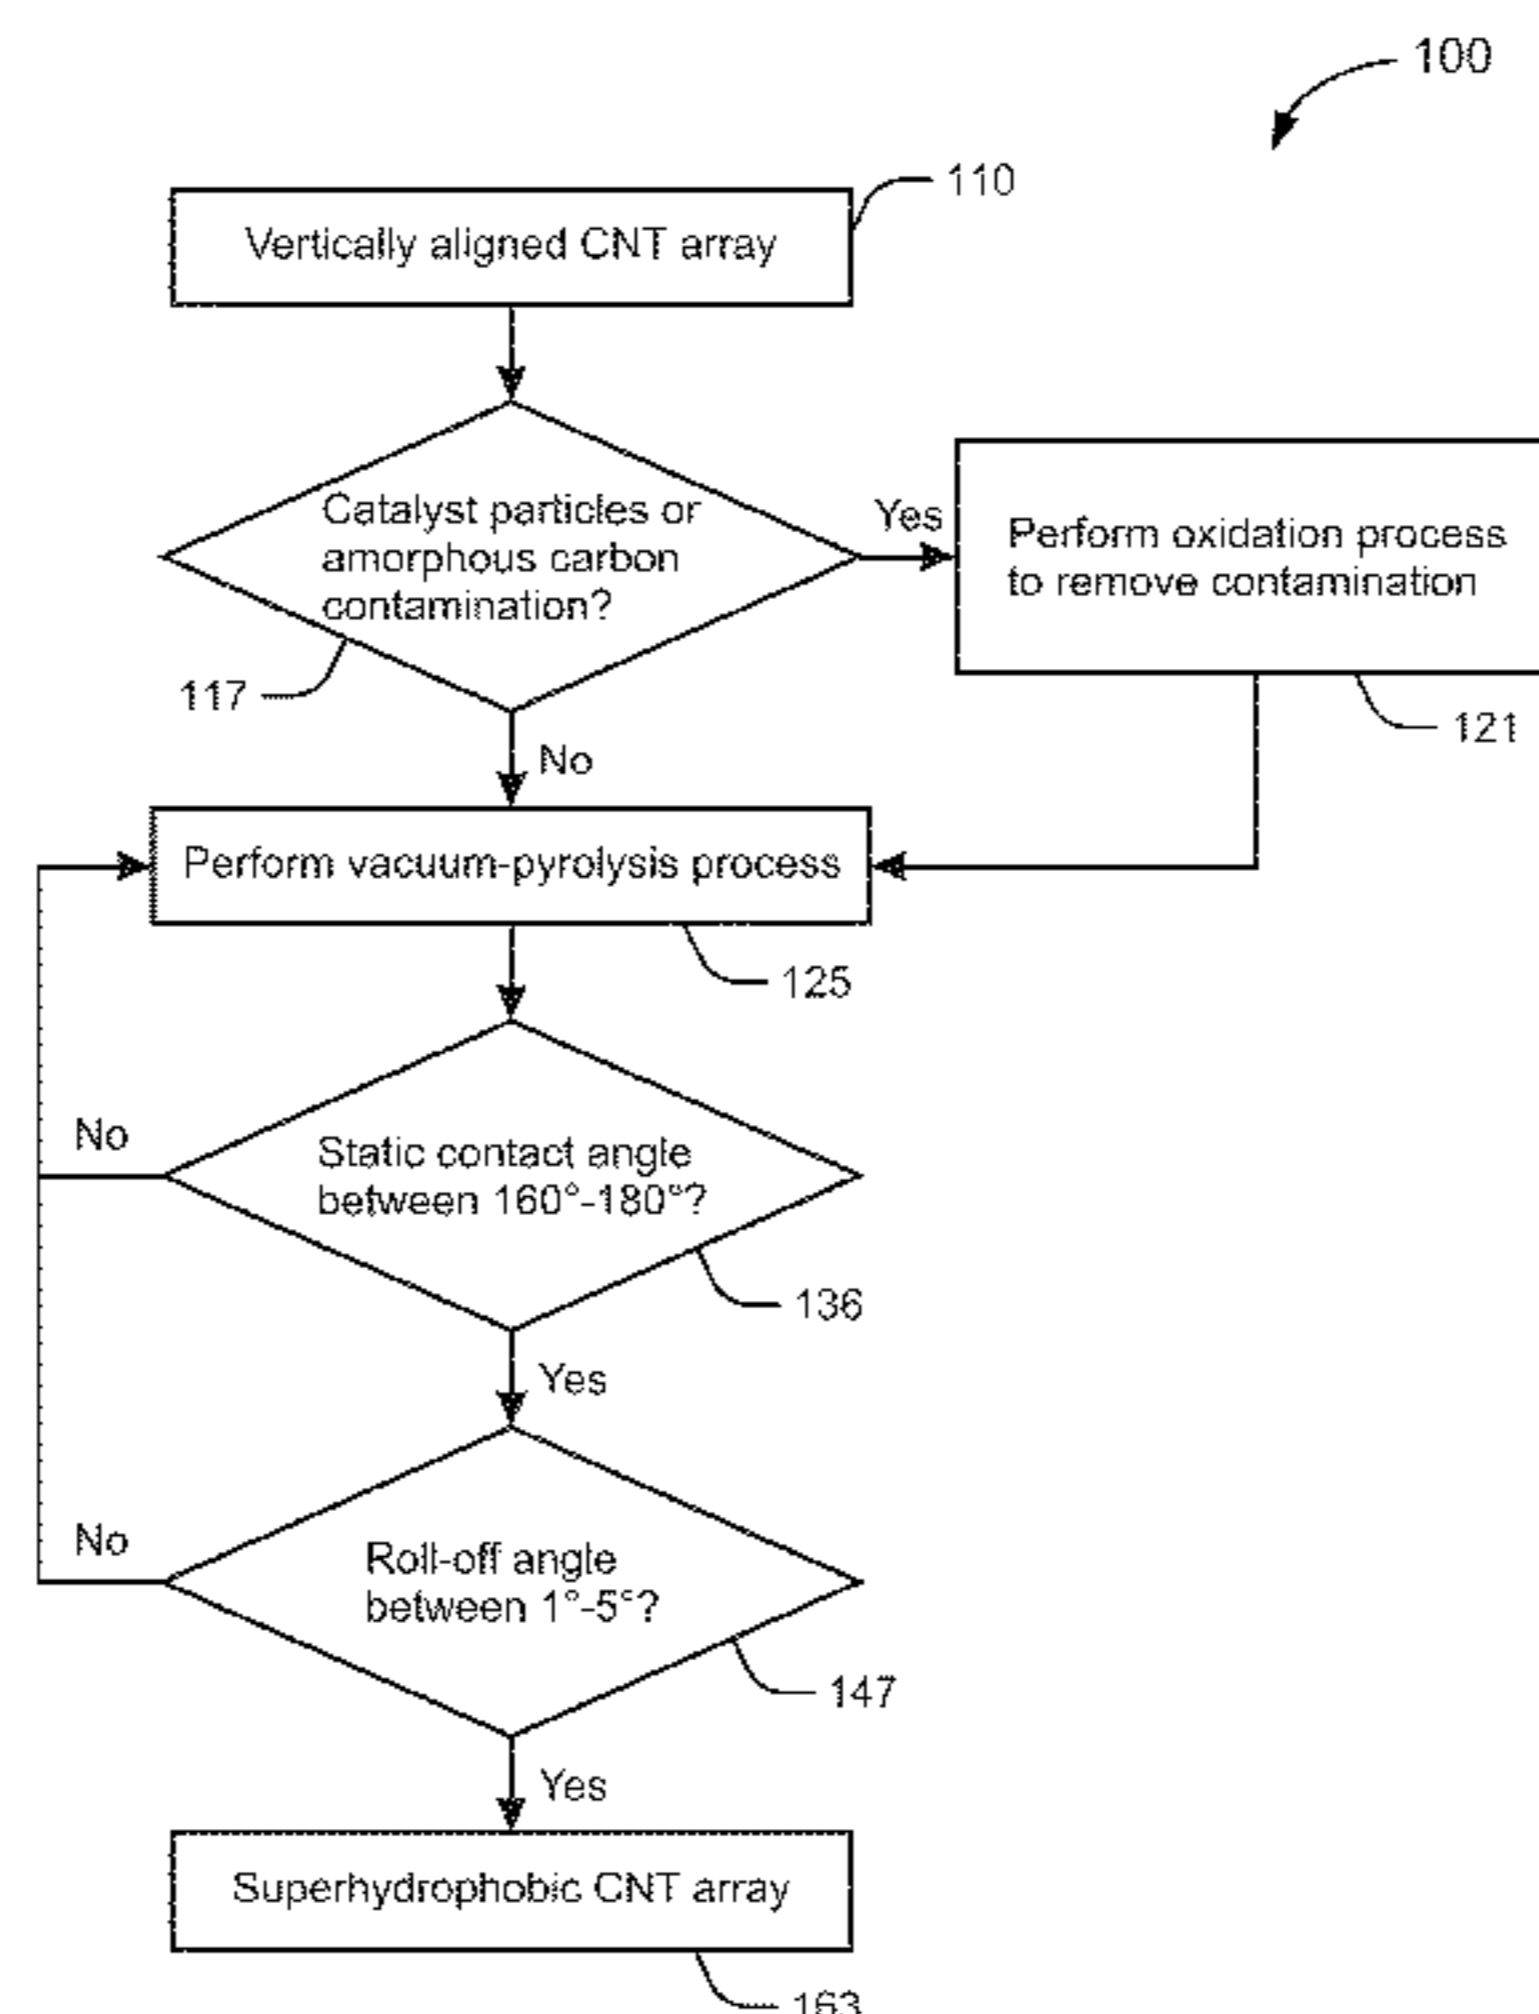 100
110
Vertically aligned CNT array
Catalyst particles or
amorphous carbon
contamination?
Yes
Perform oxidation process
to remove contamination
117
121
No
Perform vacuum-pyrolysis process
125
No
Static contact angle
between 160°-180°?
136
Yes
No
Roll-off angle
between 1°-5°?
147
Yes
Superhydrophobic CNT array
163